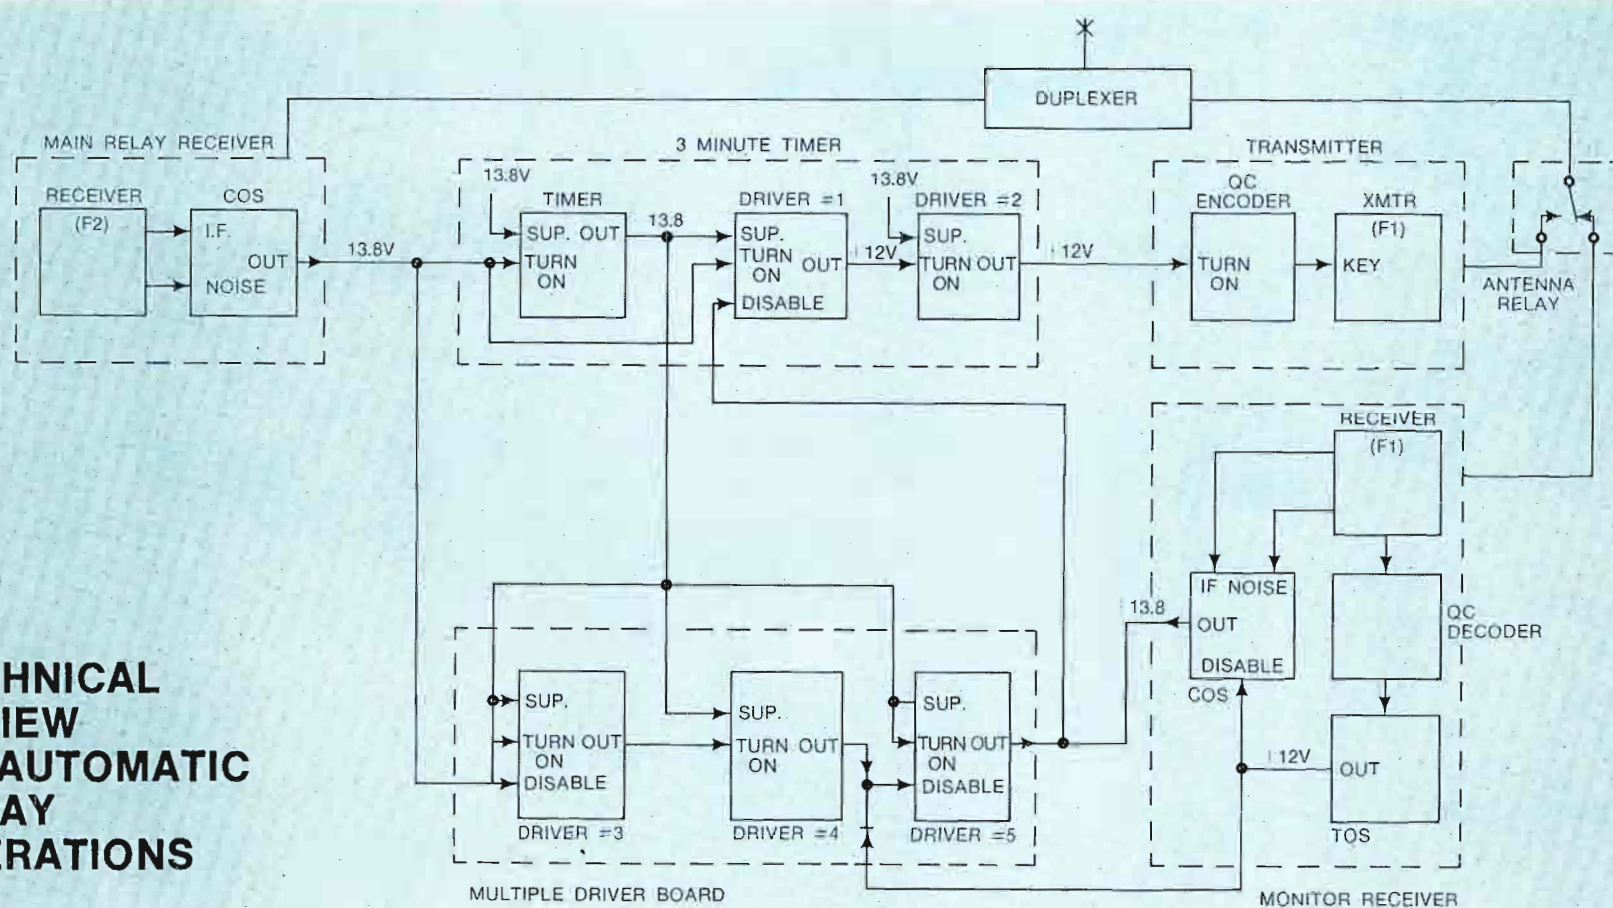 DUPLEXER
MAIN RELAY RECEIVER
RECEIVER
(F2)
COS
I.F.
OUT
NOISE
13.8V
3 MINUTE TIMER
13.8V
TIMER
SUP. OUT
TURN
ON
13.8
DRIVER #1
SUP.
TURN
ON OUT
DISABLE
12V
13.8V
DRIVER #2
SUP.
TURN OUT
ON
12V
TRANSMITTER
QC
ENCODER
TURN
ON
XMTR
(F1)
KEY
ANTENNA
RELAY
RECEIVER
(F1)
IF NOISE
OUT
DISABLE
COS
13.8
QC
DECODER
12V
OUT
TOS
MONITOR RECEIVER
SUP.
TURN OUT
ON
DISABLE
DRIVER #3
SUP.
TURN OUT
ON
DRIVER #4
SUP.
TURN OUT
ON
DISABLE
DRIVER #5
MULTIPLE DRIVER BOARD
HNICAL
IEW
AUTOMATIC
AY
ERATIONS